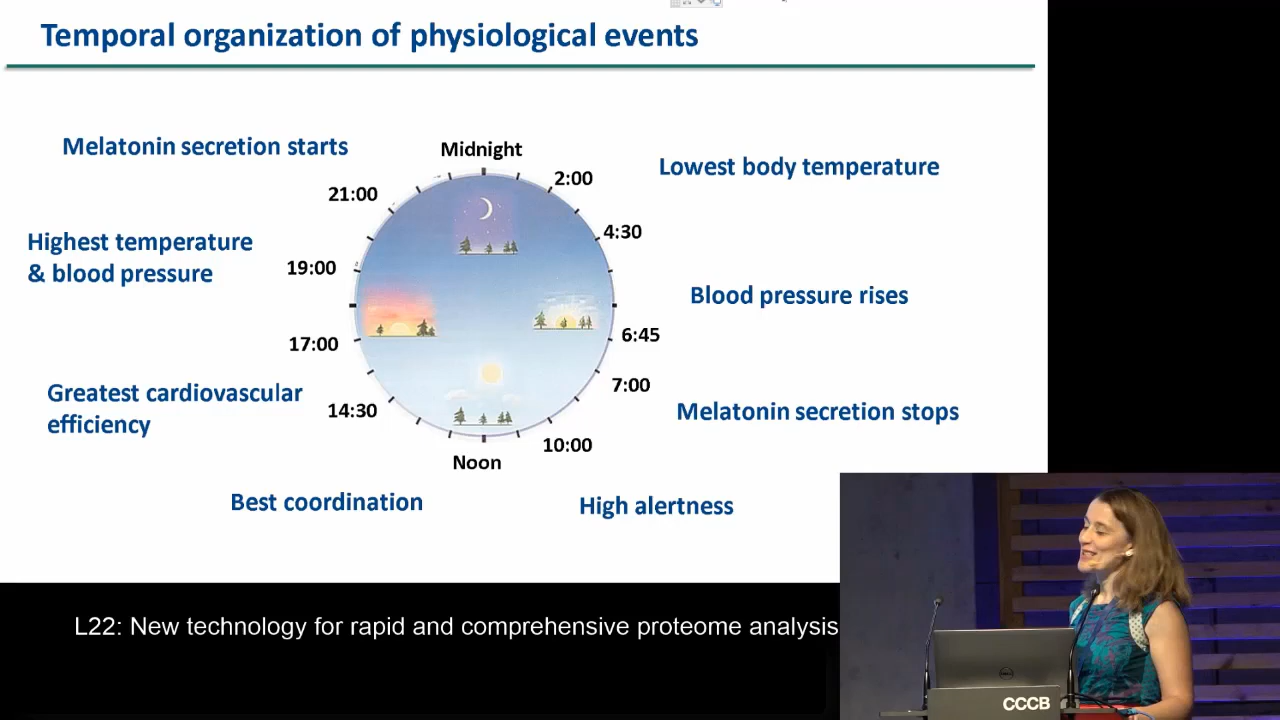 Temporal organization of physiological events
Melatonin secretion starts
Midnight
Lowest body temperature
2:00
21:00
4:30
Highest temperature
& blood pressure
19:00
Blood pressure rises
6:45
17:00
7:00
Greatest cardiovascular
efficiency
14:30
Melatonin secretion stops
10:00
Noon
Best coordination
High alertness
L22: New technology for rapid and comprehensive proteome analysis
DELL
CCCB